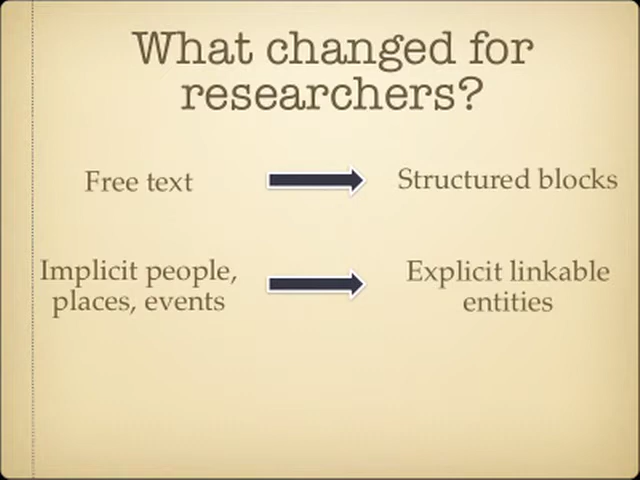 What changed for
researchers?
Free text
Structured blocks
Implicit people,
places, events
Explicit linkable
entities